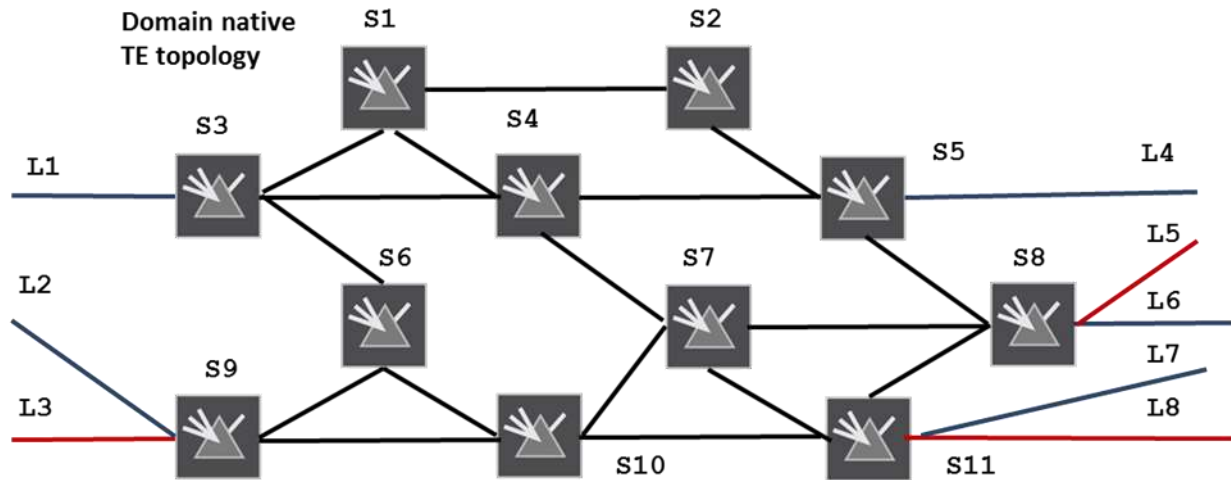 Domain native
TE topology
S1
S2
S3
S4
S5
L1
L4
L5
S6
S7
S8
L2
L6
L7
S9
L3
L8
S10
S11